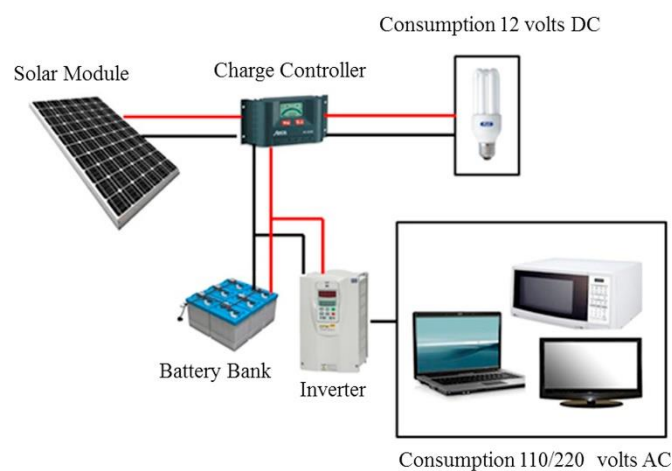 Consumption 12 volts DC
Solar Module
Charge Controller
Battery Bank
Inverter
Consumption 110/220 volts AC